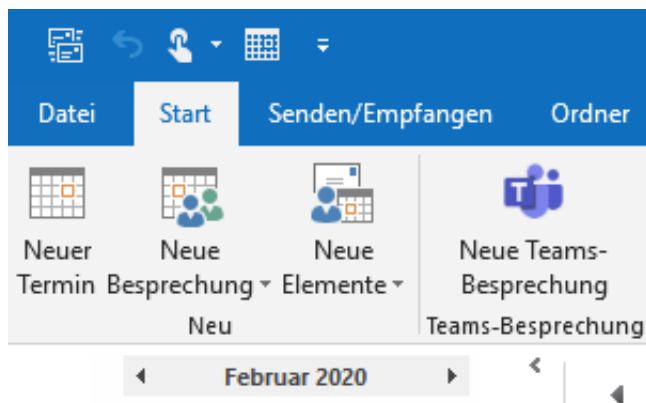 Datei Start Senden/Empfangen Ordner
Neuer Neue Neue Neue Teams-
Termin Besprechung Elemente Besprechung
Neu Teams-Besprechung
Februar 2020